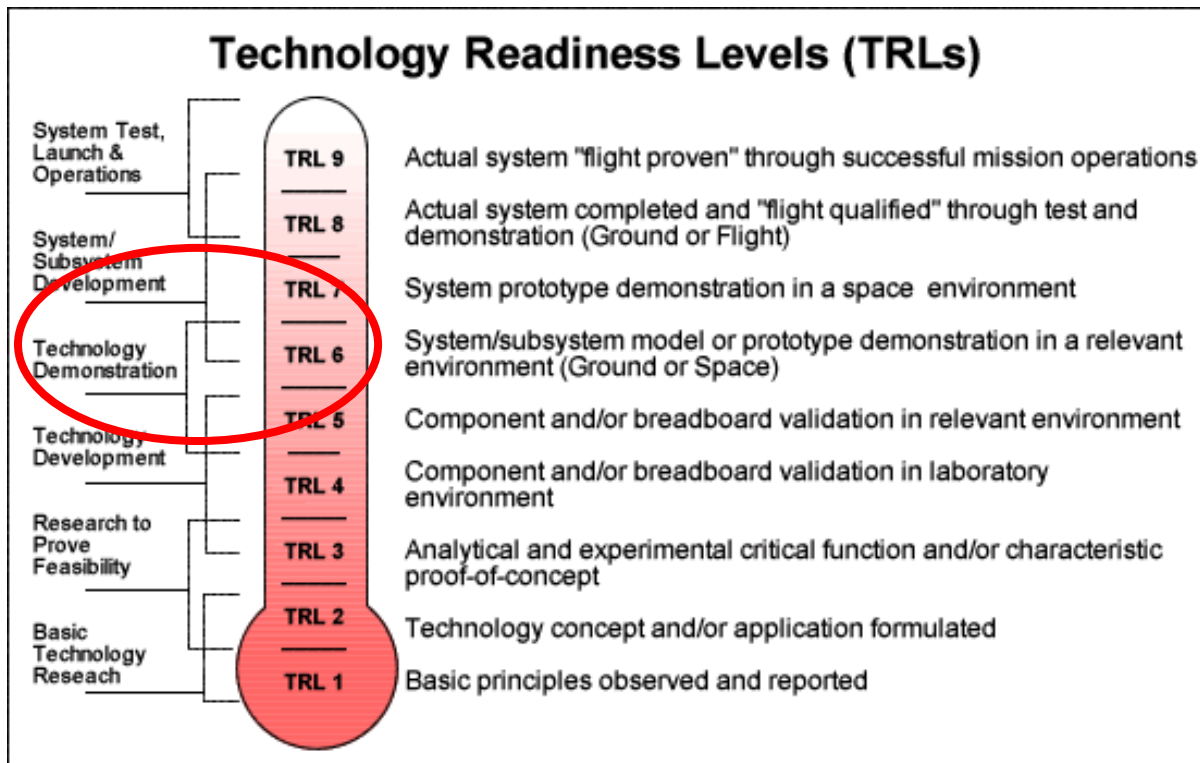 Technology Readiness Levels (TRLs)
System Test,
Launch &
Operations
System/
Subsystem
Development
Technology
Demonstration
Technology
Development
Research to
Prove
Feasibility
Basic
Technology
Reseach
TRL 9
Actual system "flight proven" through successful mission operations
TRL 8
Actual system completed and "flight qualified" through test and
demonstration (Ground or Flight)
TRL 7
System prototype demonstration in a space environment
TRL 6
System/subsystem model or prototype demonstration in a relevant
environment (Ground or Space)
TRL 5
Component and/or breadboard validation in relevant environment
TRL 4
Component and/or breadboard validation in laboratory
environment
TRL 3
Analytical and experimental critical function and/or characteristic
proof-of-concept
TRL 2
Technology concept and/or application formulated
TRL 1
Basic principles observed and reported